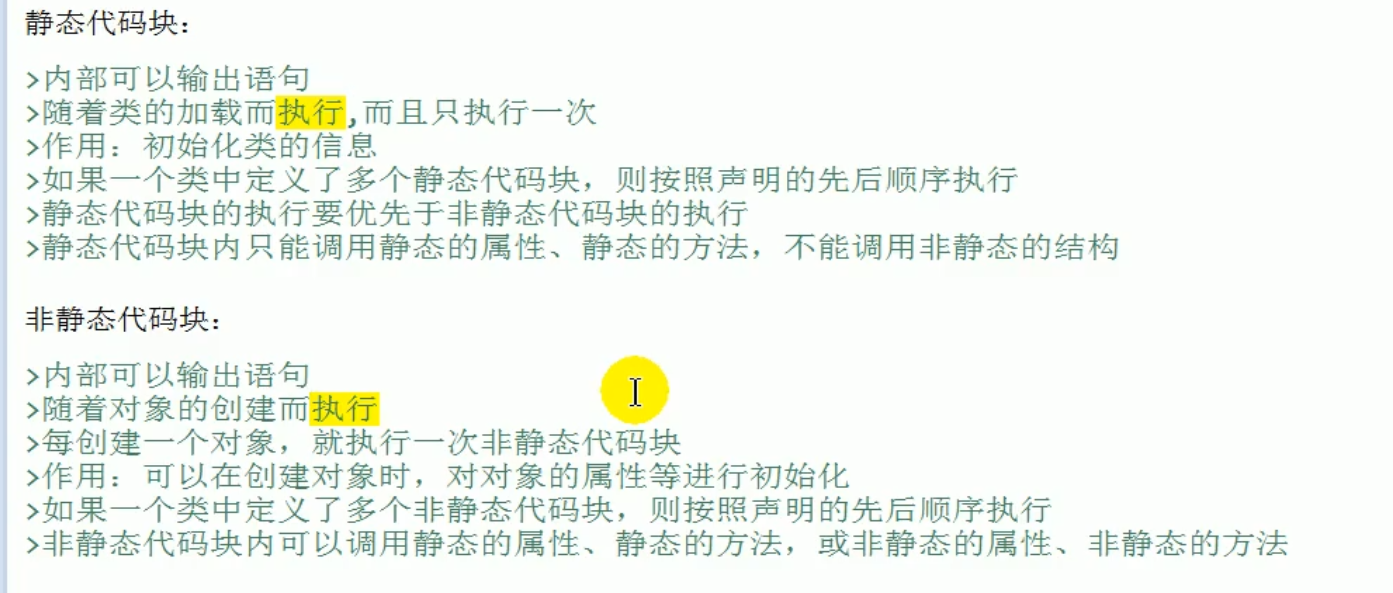 静态代码块：
>内部可以输出语句
>随着类的加载而执行,而且只执行一次
>作用：初始化类的信息
>如果一个类中定义了多个静态代码块，则按照声明的先后顺序执行
>静态代码块的执行要优先于非静态代码块的执行
>静态代码块内只能调用静态的属性、静态的方法，不能调用非静态的结构
非静态代码块：
>内部可以输出语句
>随着对象的创建而执行
>每创建一个对象，就执行一次非静态代码块
>作用：可以在创建对象时，对对象的属性等进行初始化
>如果一个类中定义了多个非静态代码块，则按照声明的先后顺序执行
>非静态代码块内可以调用静态的属性、静态的方法，或非静态的属性、非静态的方法